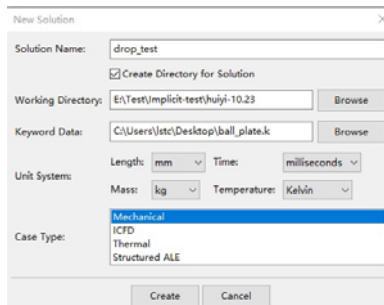 New Solution
Solution Name: drop_test
Create Directory for Solution
Working Directory: E:\Test\Implicit-test\huiyi-10.23 Browse
Keyword Data: C:\Users\lstc\Desktop\ball_plate.k Browse
Unit System: Length: mm Time: milliseconds
Mass: kg Temperature: Kelvin
Case Type: Mechanical
ICFD
Thermal
Structured ALE
Create Cancel